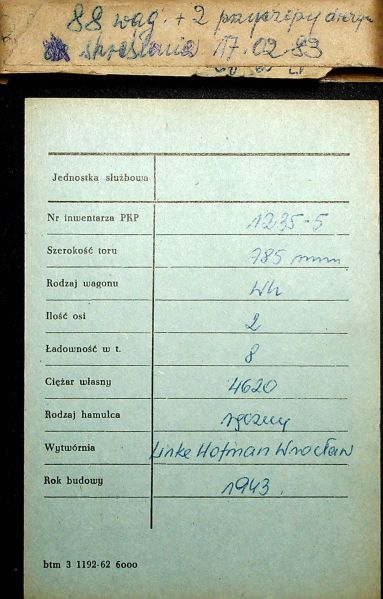 88 wag. + 2 przyczepy drezyn
skreślania 17.02.83
Jednostka służbowa
Nr inwentarza PKP 1235-5
Szerokość toru 785 mm
Rodzaj wagonu Wh
Ilość osi 2
Ładowność w t. 8
Ciężar własny 4620
Rodzaj hamulca ręczny
Wytwórnia Linke Hofman Wrocław
Rok budowy 1943.
btm 3 1192-62 6000